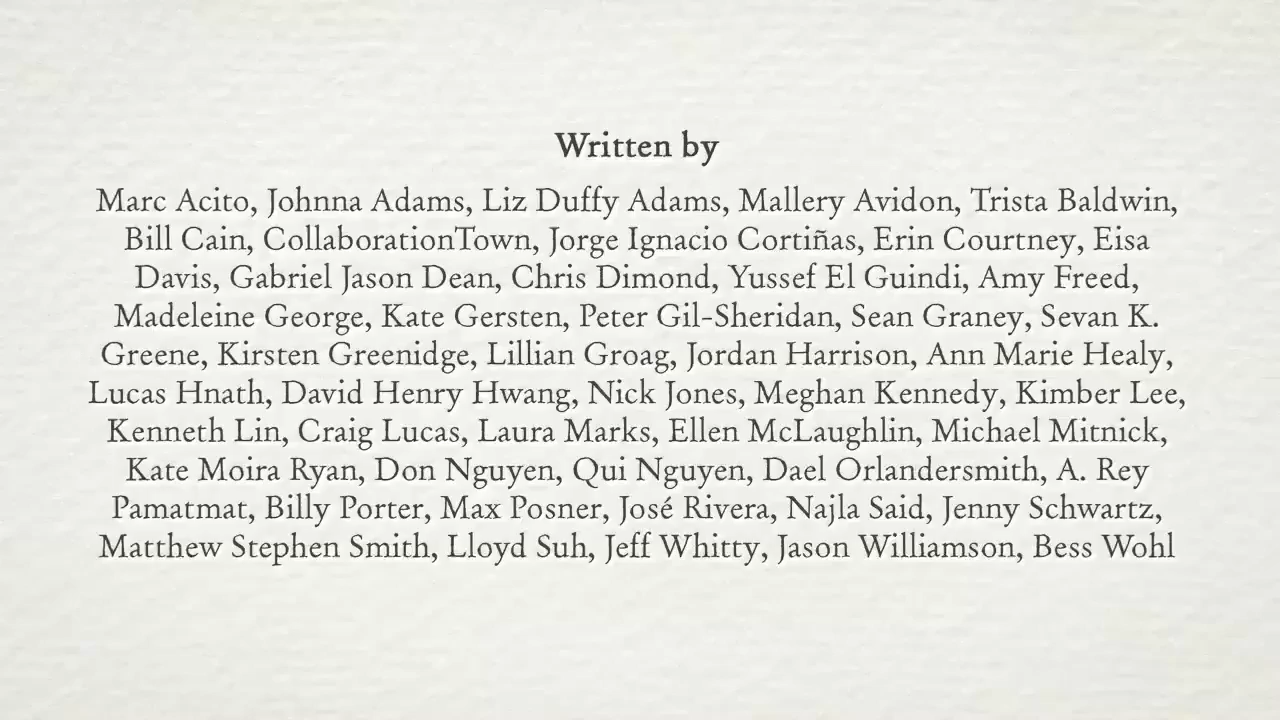 Written by
Marc Acito, Johnna Adams, Liz Duffy Adams, Mallery Avidon, Trista Baldwin,
Bill Cain, CollaborationTown, Jorge Ignacio Cortiñas, Erin Courtney, Eisa
Davis, Gabriel Jason Dean, Chris Dimond, Yussef El Guindi, Amy Freed,
Madeleine George, Kate Gersten, Peter Gil-Sheridan, Sean Graney, Sevan K.
Greene, Kirsten Greenidge, Lillian Groag, Jordan Harrison, Ann Marie Healy,
Lucas Hnath, David Henry Hwang, Nick Jones, Meghan Kennedy, Kimber Lee,
Kenneth Lin, Craig Lucas, Laura Marks, Ellen McLaughlin, Michael Mitnick,
Kate Moira Ryan, Don Nguyen, Qui Nguyen, Dael Orlandersmith, A. Rey
Pamatmat, Billy Porter, Max Posner, José Rivera, Najla Said, Jenny Schwartz,
Matthew Stephen Smith, Lloyd Suh, Jeff Whitty, Jason Williamson, Bess Wohl